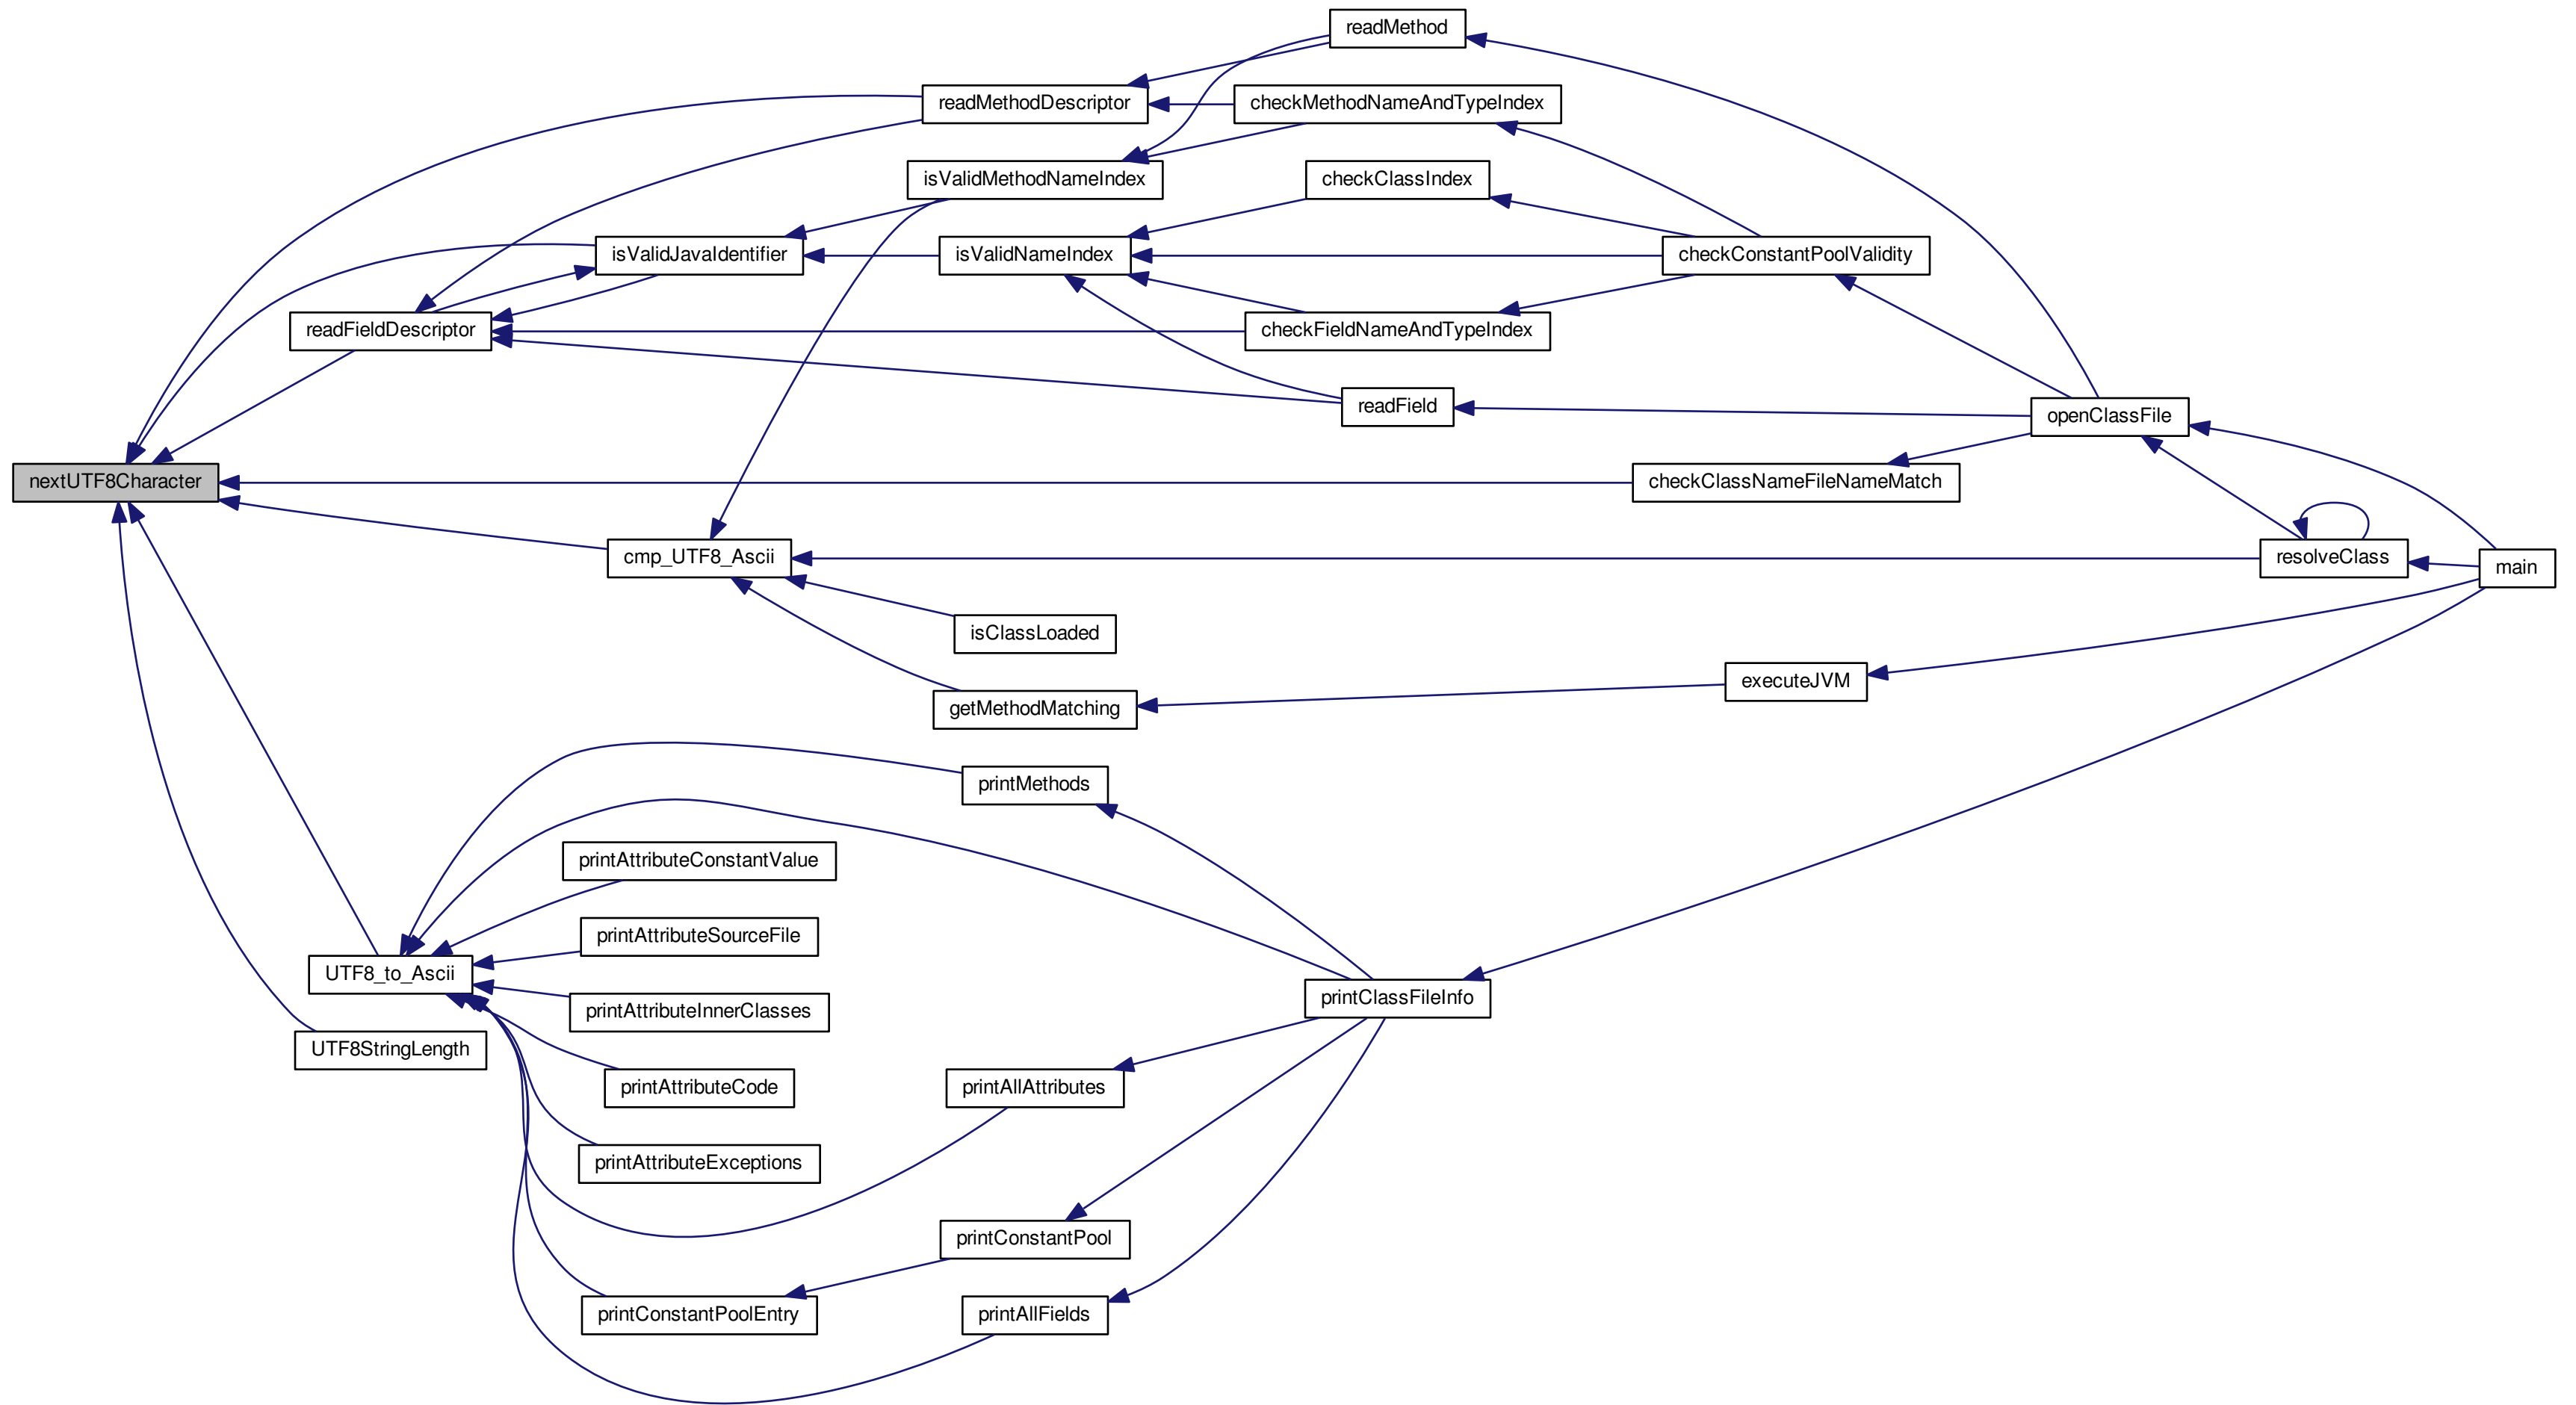 readMethod
readMethodDescriptor
checkMethodNameAndTypeIndex
isValidMethodNameIndex
checkClassIndex
isValidJavaIdentifier
isValidNameIndex
checkConstantPoolValidity
readFieldDescriptor
checkFieldNameAndTypeIndex
readField
openClassFile
nextUTF8Character
checkClassNameFileNameMatch
cmp_UTF8_Ascii
resolveClass
main
isClassLoaded
executeJVM
getMethodMatching
printMethods
printAttributeConstantValue
printAttributeSourceFile
UTF8_to_Ascii
printClassFileInfo
printAttributeInnerClasses
UTF8StringLength
printAttributeCode
printAllAttributes
printAttributeExceptions
printConstantPool
printConstantPoolEntry
printAllFields